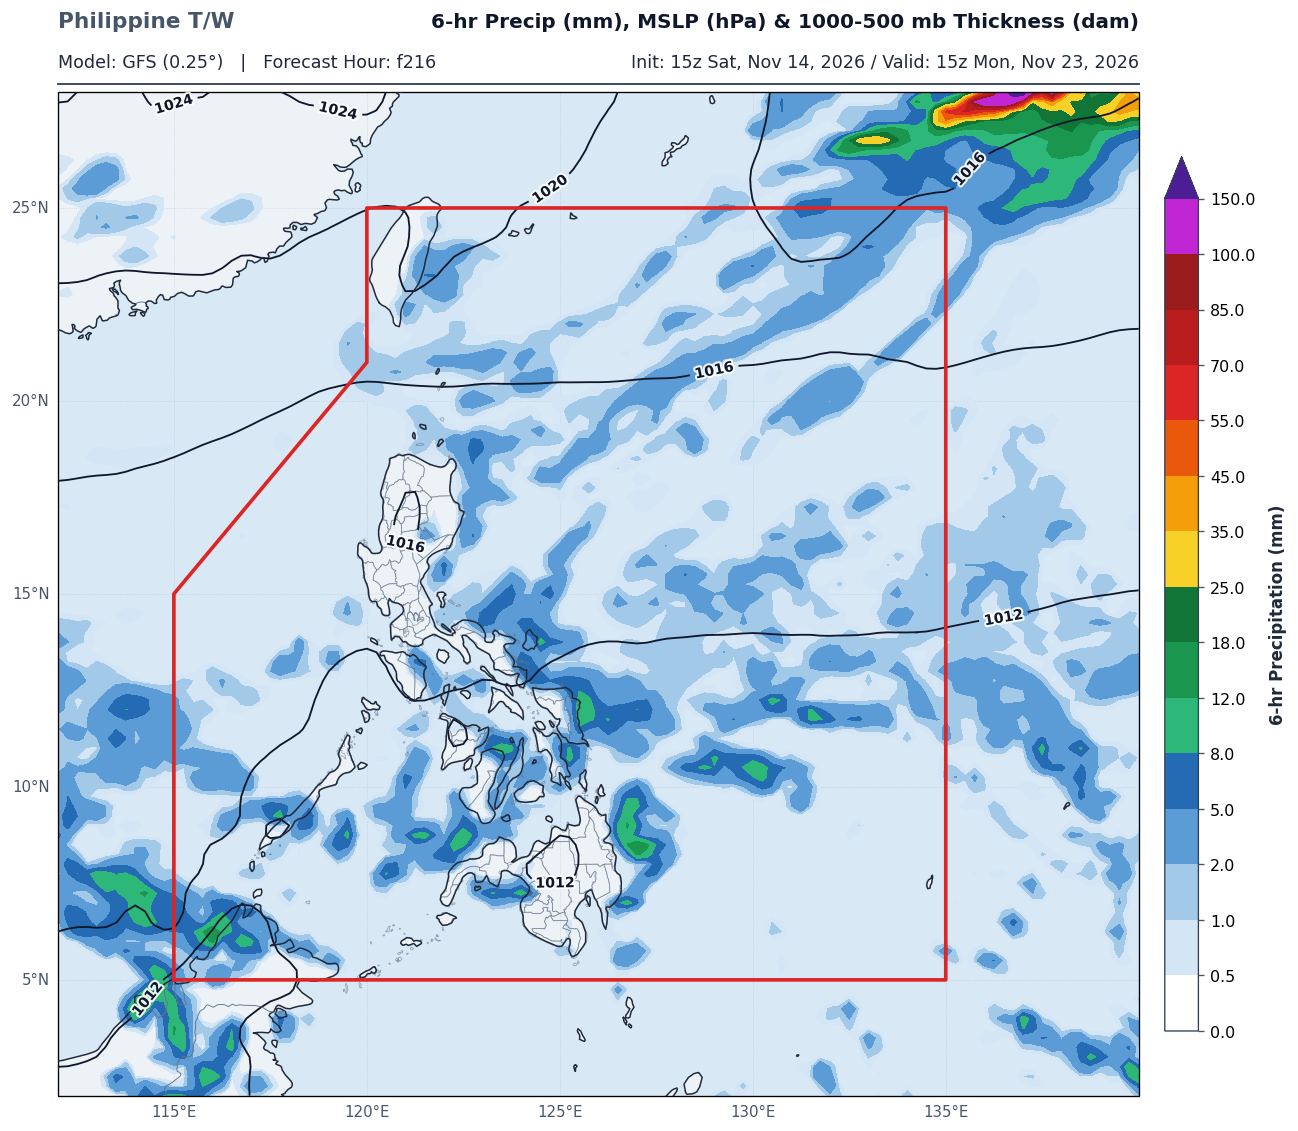 Philippine T/W
6-hr Precip (mm), MSLP (hPa) & 1000-500 mb Thickness (dam)
Model: GFS (0.25°) | Forecast Hour: f216
Init: 15z Sat, Nov 14, 2026 / Valid: 15z Mon, Nov 23, 2026
1024
1024
1020
1016
1016
1016
1012
1012
1012
25°N
20°N
15°N
10°N
5°N
115°E
120°E
125°E
130°E
135°E
150.0
100.0
85.0
70.0
55.0
45.0
35.0
25.0
18.0
12.0
8.0
5.0
2.0
1.0
0.5
0.0
6-hr Precipitation (mm)